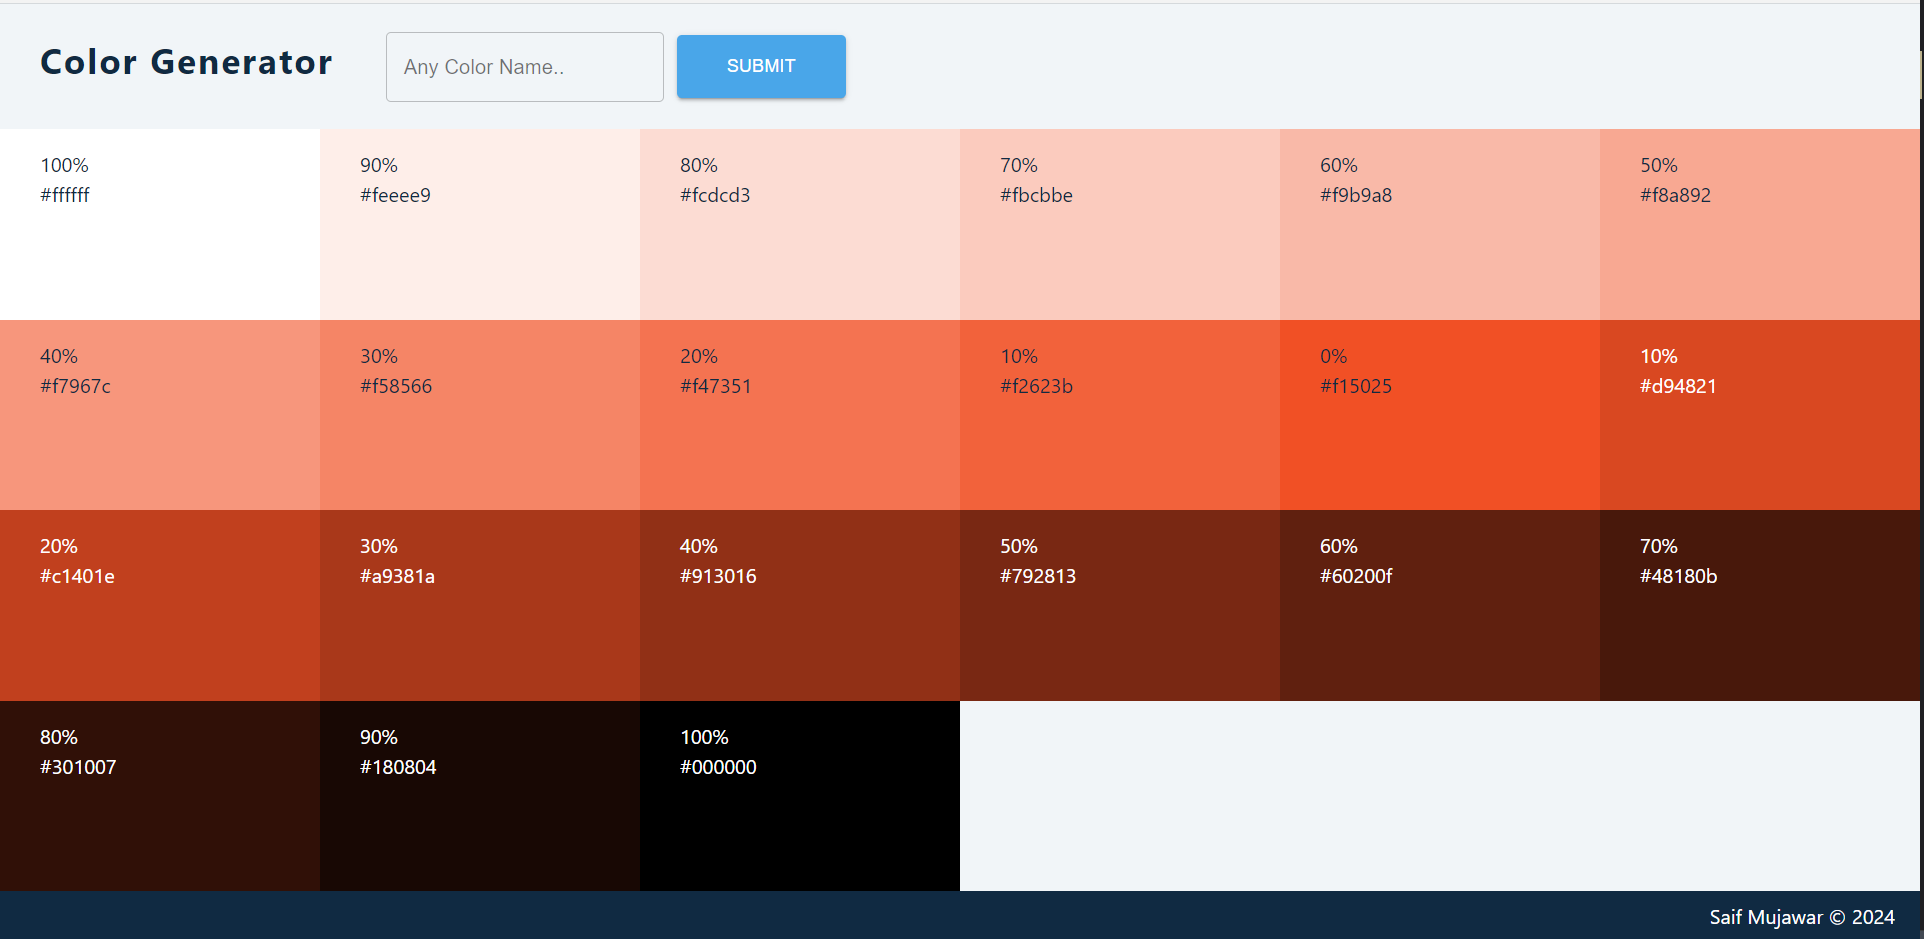 Color Generator
Any Color Name..
SUBMIT
100%
#ffffff
90%
#feeee9
80%
#fcdcd3
70%
#fbcbbe
60%
#f9b9a8
50%
#f8a892
40%
#f7967c
30%
#f58566
20%
#f47351
10%
#f2623b
0%
#f15025
10%
#d94821
20%
#c1401e
30%
#a9381a
40%
#913016
50%
#792813
60%
#60200f
70%
#48180b
80%
#301007
90%
#180804
100%
#000000
Saif Mujawar © 2024